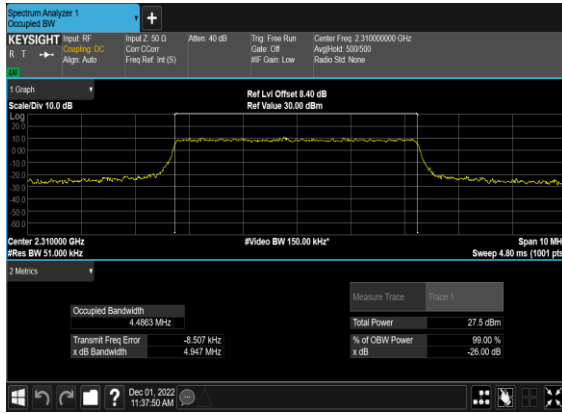 Spectrum Analyzer 1
Occupied BW
KEYSIGHT
R T
LXI
Input: RF
Coupling: DC
Align: Auto
Input Z: 50 Ω
Corr CCorr
Freq Ref: Int (S)
Atten: 40 dB
Trig: Free Run
Gate: Off
#IF Gain: Low
Center Freq: 2.310000000 GHz
Avg|Hold: 500/500
Radio Std: None
1 Graph
Scale/Div 10.0 dB
Ref Lvl Offset 8.40 dB
Ref Value 30.00 dBm
Log
20.0
10.0
0.00
-10.0
-20.0
-30.0
-40.0
-50.0
-60.0
Center 2.310000 GHz
#Res BW 51.000 kHz
#Video BW 150.00 kHz*
Span 10 MH
Sweep 4.80 ms (1001 pts
2 Metrics
Measure Trace Trace 1
Occupied Bandwidth
4.4863 MHz
Total Power 27.5 dBm
Transmit Freq Error -8.507 kHz
% of OBW Power 99.00 %
x dB Bandwidth 4.947 MHz
x dB -26.00 dB
?
Dec 01, 2022
11:37:50 AM